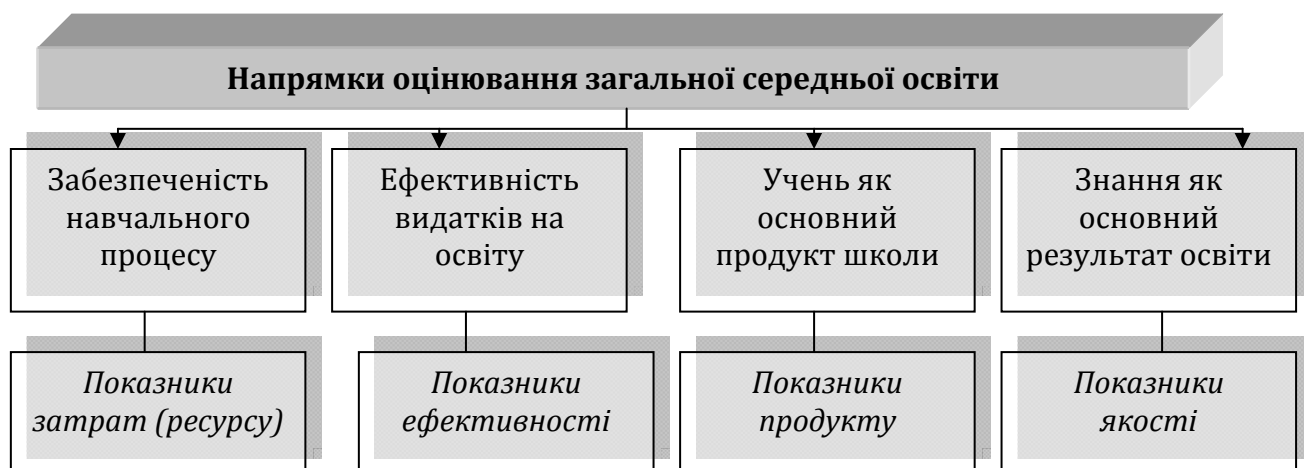 Напрямки оцінювання загальної середньої освіти
Забезпеченість
навчального
процесу
Ефективність
видатків на
освіту
Учень як
основний
продукт школи
Знання як
основний
результат освіти
Показники
затрат (ресурсу)
Показники
ефективності
Показники
продукту
Показники
якості